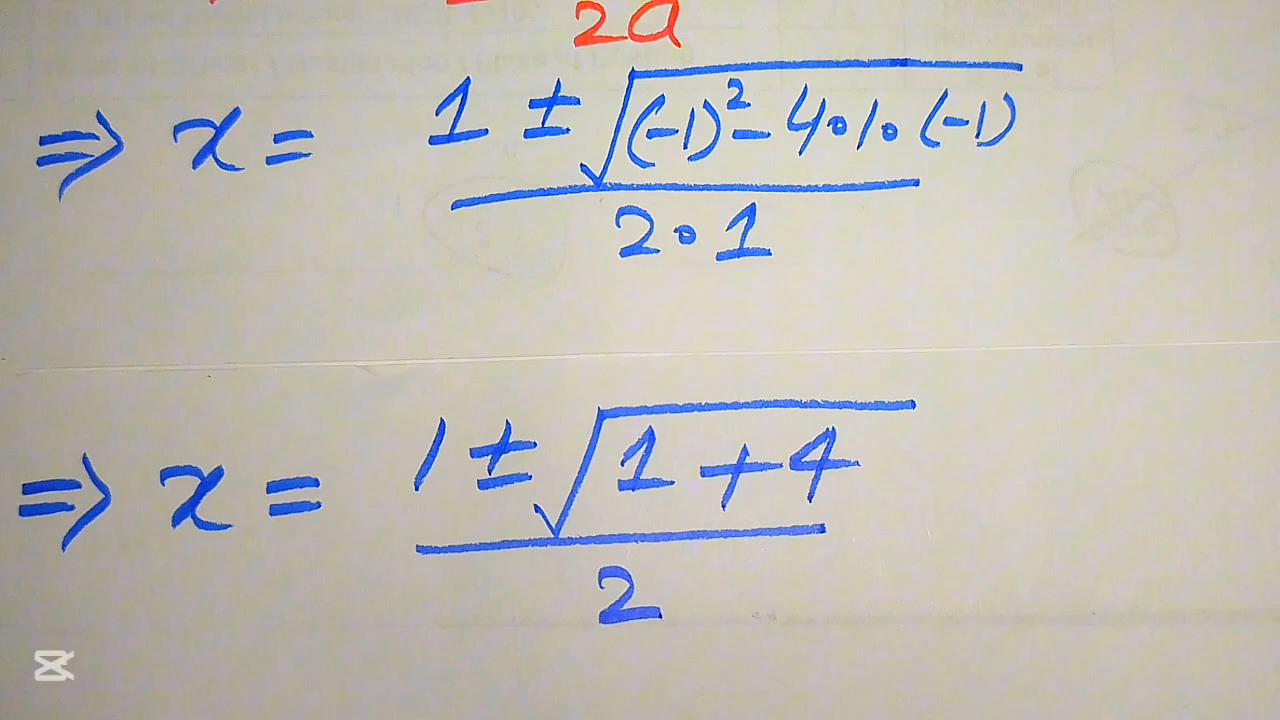 2a
⇒ x = 1 ± √(-1)² - 4·1·(-1)
2·1
⇒ x = 1 ± √1 + 4
2